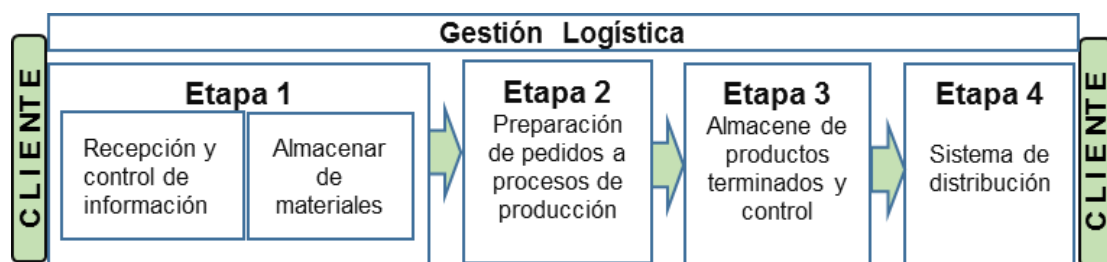 Gestión Logística
CLIENTE
Etapa 1
Recepción y
control de
información
Almacenar
de
materiales
Etapa 2
Preparación
de pedidos a
procesos de
producción
Etapa 3
Almacene de
productos
terminados y
control
Etapa 4
Sistema de
distribución
CLIENTE